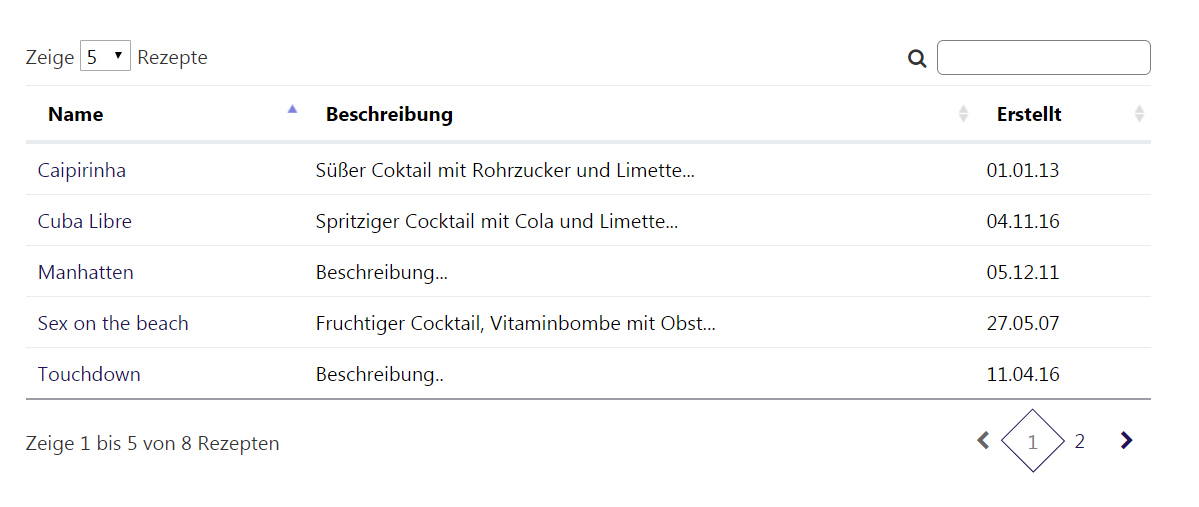 Zeige 5 Rezepte
Name Beschreibung Erstellt
Caipirinha Süßer Coktail mit Rohrzucker und Limette... 01.01.13
Cuba Libre Spritziger Cocktail mit Cola und Limette... 04.11.16
Manhatten Beschreibung... 05.12.11
Sex on the beach Fruchtiger Cocktail, Vitaminbombe mit Obst... 27.05.07
Touchdown Beschreibung.. 11.04.16
Zeige 1 bis 5 von 8 Rezepten 1 2